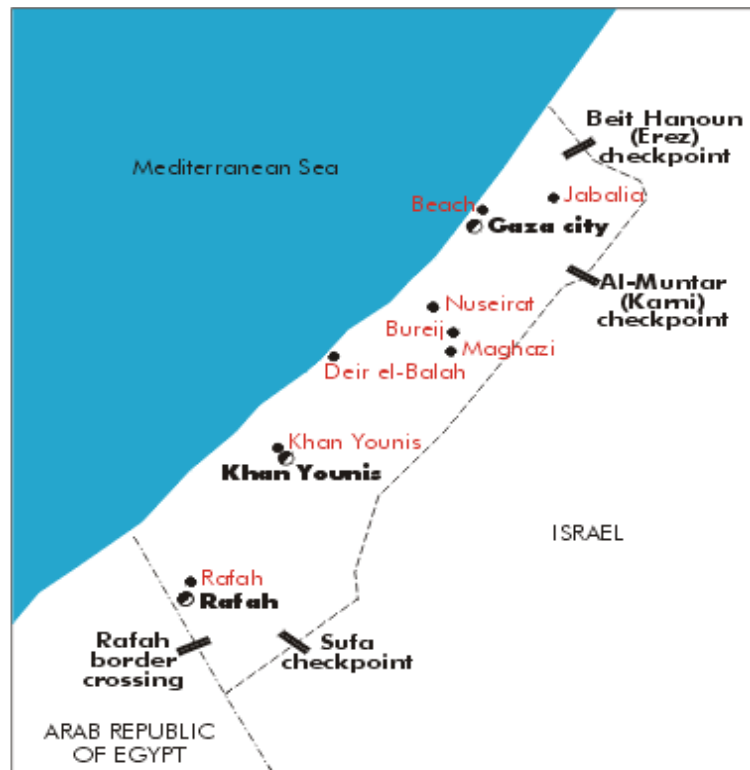 Beit Hanoun
(Erez)
checkpoint
Mediterranean Sea
Jabalia
Beach
Gaza city
Al-Muntar
(Karni)
checkpoint
Nuseirat
Bureij
Maghazi
Deir el-Balah
Khan Younis
Khan Younis
ISRAEL
Rafah
Rafah
Rafah
border
crossing
Sufa
checkpoint
ARAB REPUBLIC
OF EGYPT